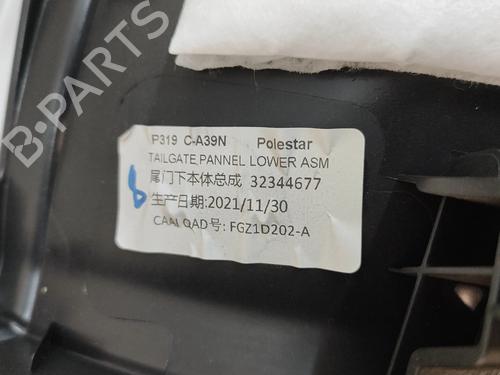 B-PARTS
P319 C-A39N Polestar
TAILGATE PANNEL LOWER ASM
尾门下本体总成 32344677
生产日期:2021/11/30
CAAI QAD号: FGZ1D202-A
8